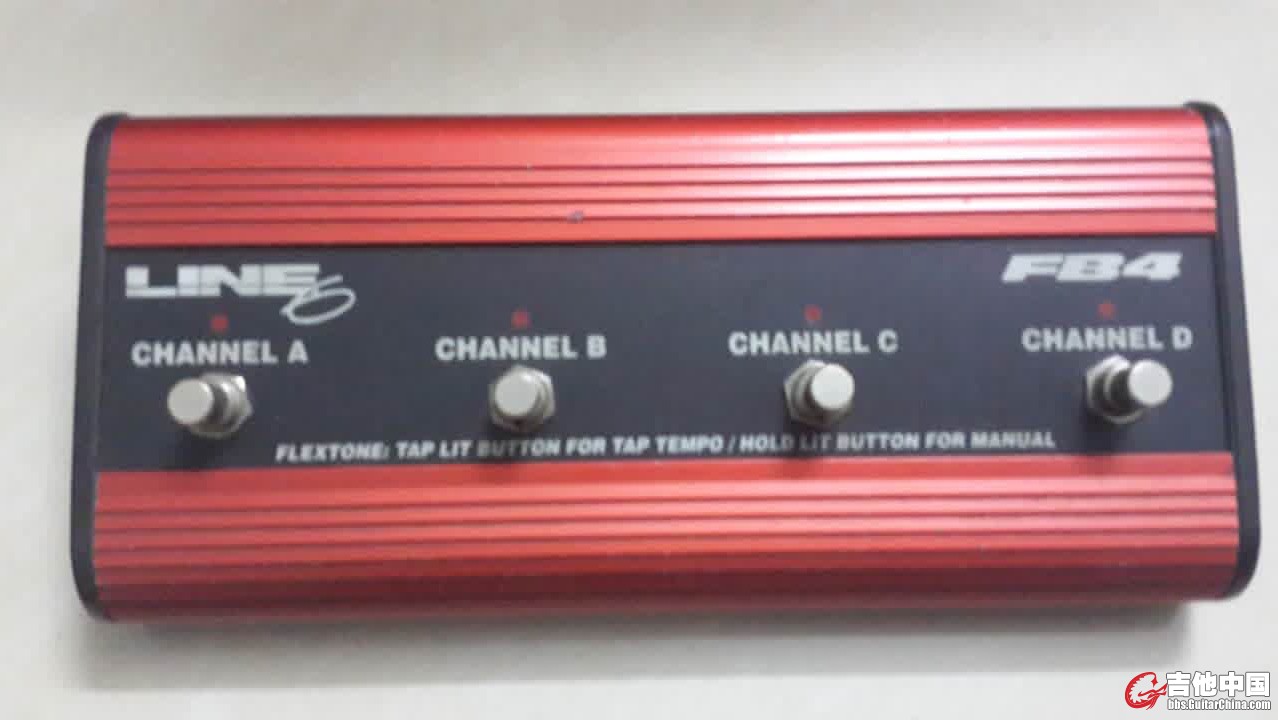 LINE 6
FB4
CHANNEL A
CHANNEL B
CHANNEL C
CHANNEL D
FLEXTONE: TAP LIT BUTTON FOR TAP TEMPO / HOLD LIT BUTTON FOR MANUAL
吉他中国
bbs.GuitarChina.com